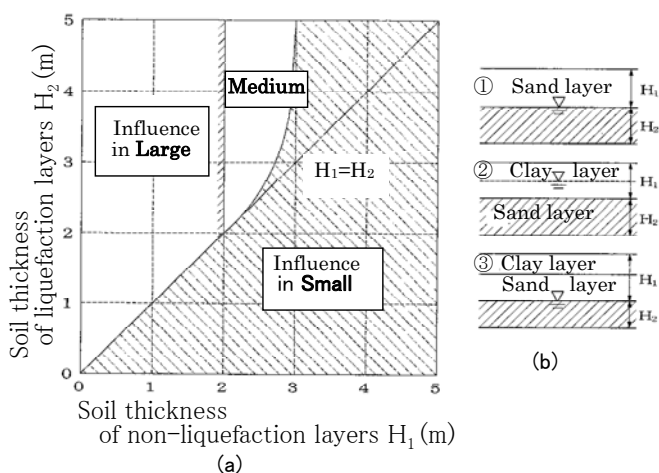 Soil thickness
of liquefaction layers H₂ (m)
5
4
3
2
1
0
Influence
in Large
Medium
H₁=H₂
Influence
in Small
0 1 2 3 4 5
Soil thickness
of non-liquefaction layers H₁ (m)
(a)
① Sand layer
H₁
H₂
② Clay layer
H₁
Sand layer
H₂
③ Clay layer
H₁
Sand layer
H₂
(b)